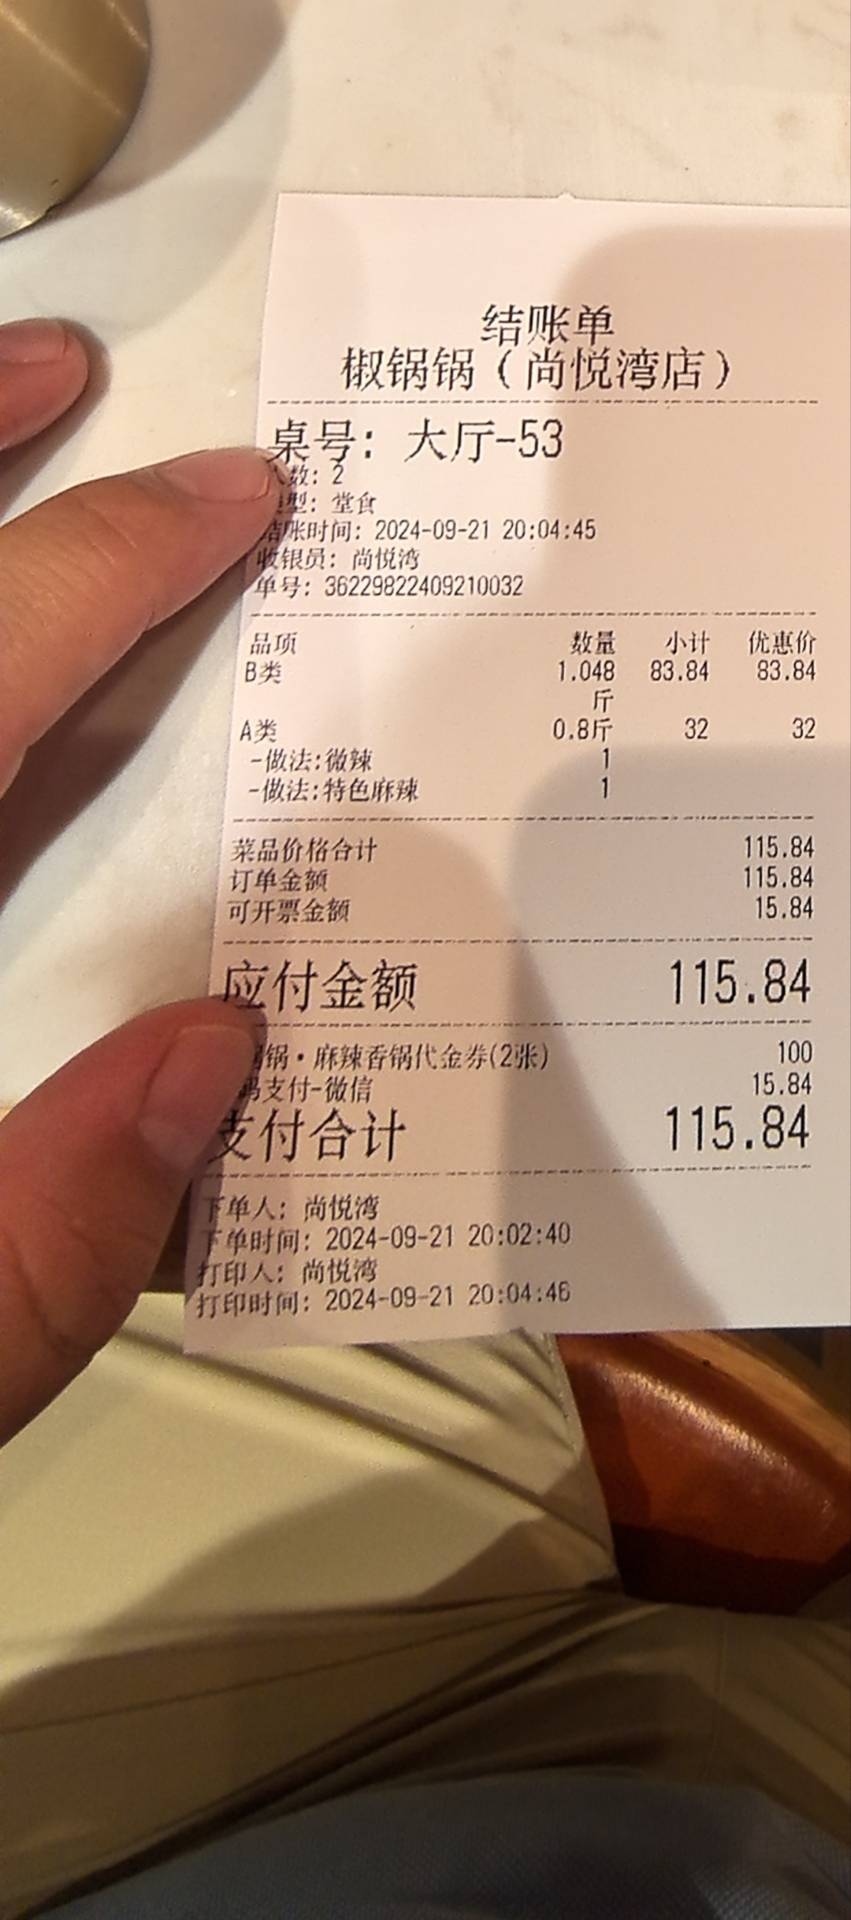 结账单
椒锅锅（尚悦湾店）
桌号：大厅-53
数：2
型：堂食
结账时间：2024-09-21 20:04:45
收银员：尚悦湾
单号：36229822409210032
品项 数量 小计 优惠价
B类 1.048 83.84 83.84
斤
A类 0.8斤 32 32
-做法:微辣 1
-做法:特色麻辣 1
菜品价格合计 115.84
订单金额 115.84
可开票金额 15.84
应付金额 115.84
锅·麻辣香锅代金券(2张) 100
码支付-微信 15.84
支付合计 115.84
下单人：尚悦湾
下单时间：2024-09-21 20:02:40
打印人：尚悦湾
打印时间：2024-09-21 20:04:46